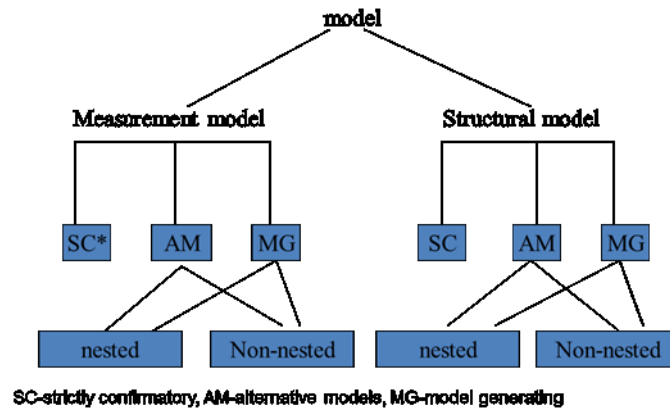 model
Measurement model Structural model
SC* AM MG SC AM MG
nested Non-nested nested Non-nested
SC-strictly confirmatory, AM-alternative models, MG-model generating